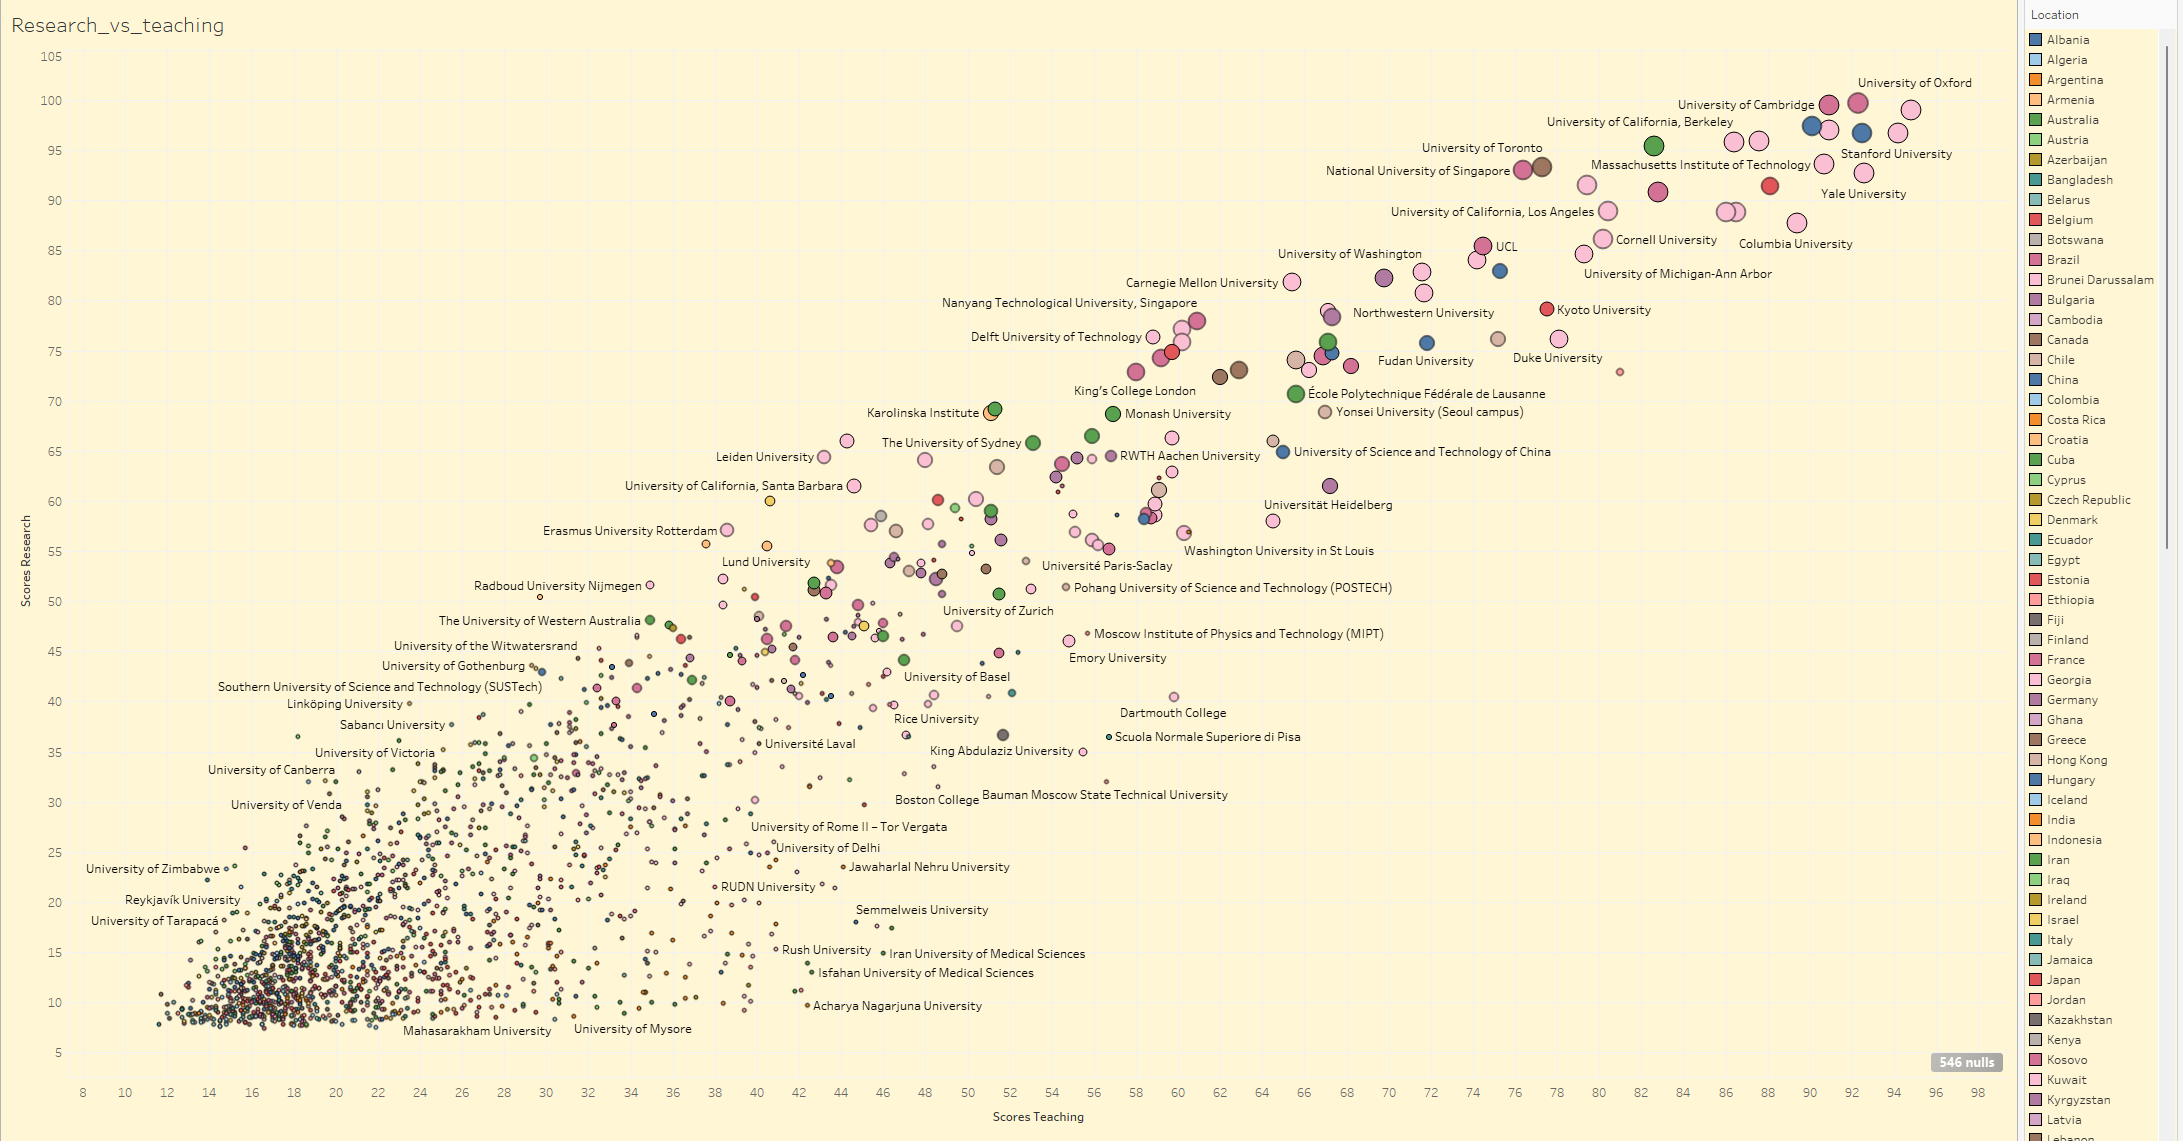 Research_vs_teaching
105
100
95
90
85
80
75
70
65
60
55
50
45
40
35
30
25
20
15
10
5
Scores Research
University of Oxford
University of Cambridge
University of California, Berkeley
University of Toronto
Stanford University
Massachusetts Institute of Technology
National University of Singapore
Yale University
University of California, Los Angeles
Cornell University
Columbia University
UCL
University of Washington
University of Michigan-Ann Arbor
Carnegie Mellon University
Nanyang Technological University, Singapore
Kyoto University
Northwestern University
Delft University of Technology
Duke University
Fudan University
King's College London
École Polytechnique Fédérale de Lausanne
Karolinska Institute
Monash University
Yonsei University (Seoul campus)
The University of Sydney
University of Science and Technology of China
Leiden University
RWTH Aachen University
University of California, Santa Barbara
Universität Heidelberg
Erasmus University Rotterdam
Washington University in St Louis
Lund University
Université Paris-Saclay
Radboud University Nijmegen
Pohang University of Science and Technology (POSTECH)
University of Zurich
The University of Western Australia
Moscow Institute of Physics and Technology (MIPT)
University of the Witwatersrand
Emory University
University of Gothenburg
University of Basel
Southern University of Science and Technology (SUSTech)
Linköping University
Dartmouth College
Rice University
Sabancı University
Scuola Normale Superiore di Pisa
Université Laval
King Abdulaziz University
University of Victoria
University of Canberra
Bauman Moscow State Technical University
Boston College
University of Venda
University of Rome II – Tor Vergata
University of Delhi
University of Zimbabwe
Jawaharlal Nehru University
RUDN University
Reykjavík University
Semmelweis University
University of Tarapacá
Rush University
Iran University of Medical Sciences
Isfahan University of Medical Sciences
Acharya Nagarjuna University
Mahasarakham University
University of Mysore
546 nulls
8 10 12 14 16 18 20 22 24 26 28 30 32 34 36 38 40 42 44 46 48 50 52 54 56 58 60 62 64 66 68 70 72 74 76 78 80 82 84 86 88 90 92 94 96 98
Scores Teaching
Location
Albania
Algeria
Argentina
Armenia
Australia
Austria
Azerbaijan
Bangladesh
Belarus
Belgium
Botswana
Brazil
Brunei Darussalam
Bulgaria
Cambodia
Canada
Chile
China
Colombia
Costa Rica
Croatia
Cuba
Cyprus
Czech Republic
Denmark
Ecuador
Egypt
Estonia
Ethiopia
Fiji
Finland
France
Georgia
Germany
Ghana
Greece
Hong Kong
Hungary
Iceland
India
Indonesia
Iran
Iraq
Ireland
Israel
Italy
Jamaica
Japan
Jordan
Kazakhstan
Kenya
Kosovo
Kuwait
Kyrgyzstan
Latvia
Lebanon